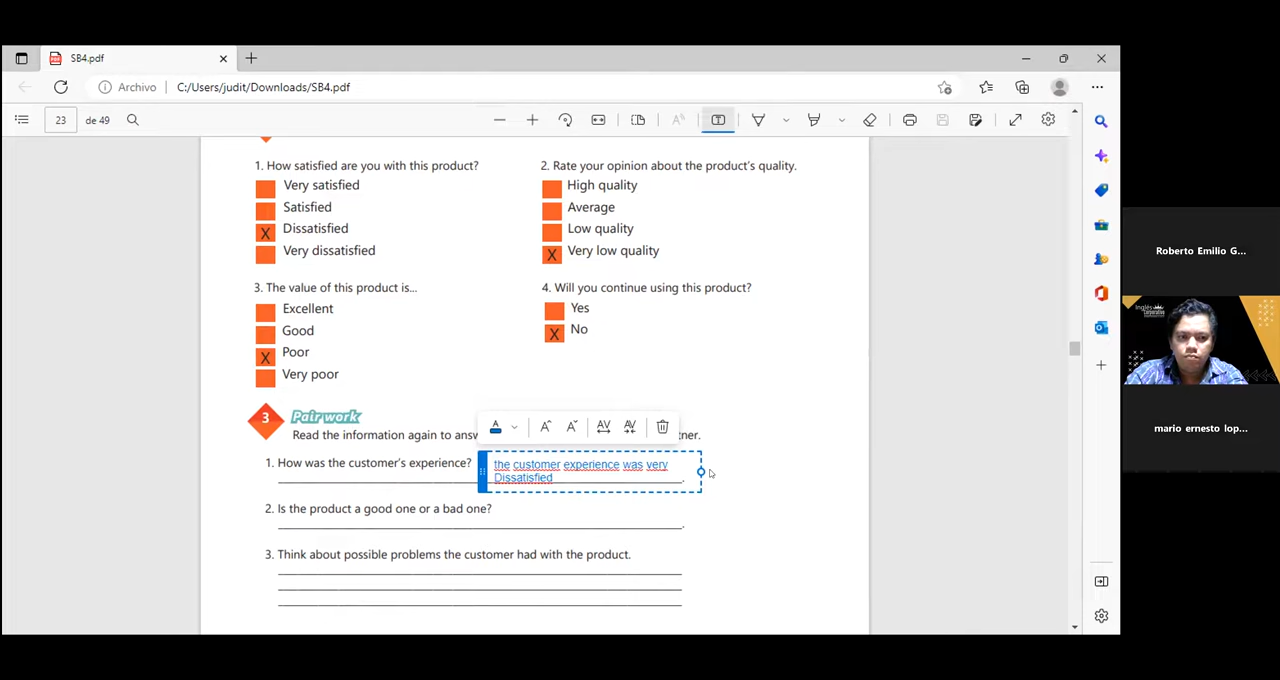 SB4.pdf
Archivo C:/Users/judit/Downloads/SB4.pdf
23 de 49
1. How satisfied are you with this product?
Very satisfied
Satisfied
X Dissatisfied
Very dissatisfied
2. Rate your opinion about the product's quality.
High quality
Average
Low quality
X Very low quality
3. The value of this product is...
Excellent
Good
X Poor
Very poor
4. Will you continue using this product?
Yes
X No
3 Pair work
Read the information again to answ tner.
1. How was the customer's experience?
the customer experience was very
Dissatisfied
2. Is the product a good one or a bad one?
3. Think about possible problems the customer had with the product.
Roberto Emilio G...
Inglés
Corporativo
mario ernesto lop...